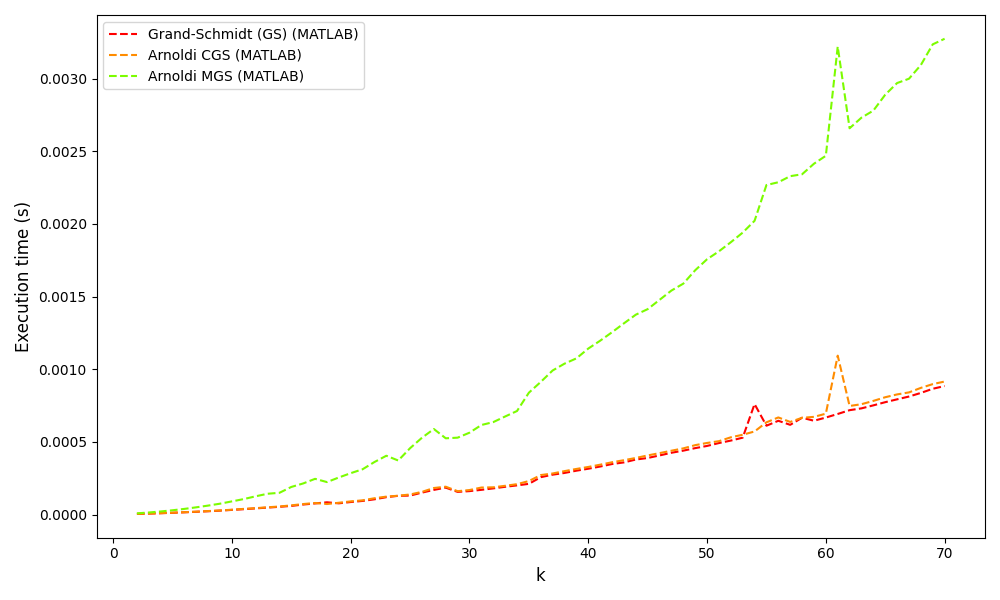 Grand-Schmidt (GS) (MATLAB)
Arnoldi CGS (MATLAB)
Arnoldi MGS (MATLAB)
Execution time (s)
0.0030
0.0025
0.0020
0.0015
0.0010
0.0005
0.0000
0 10 20 30 40 50 60 70
k